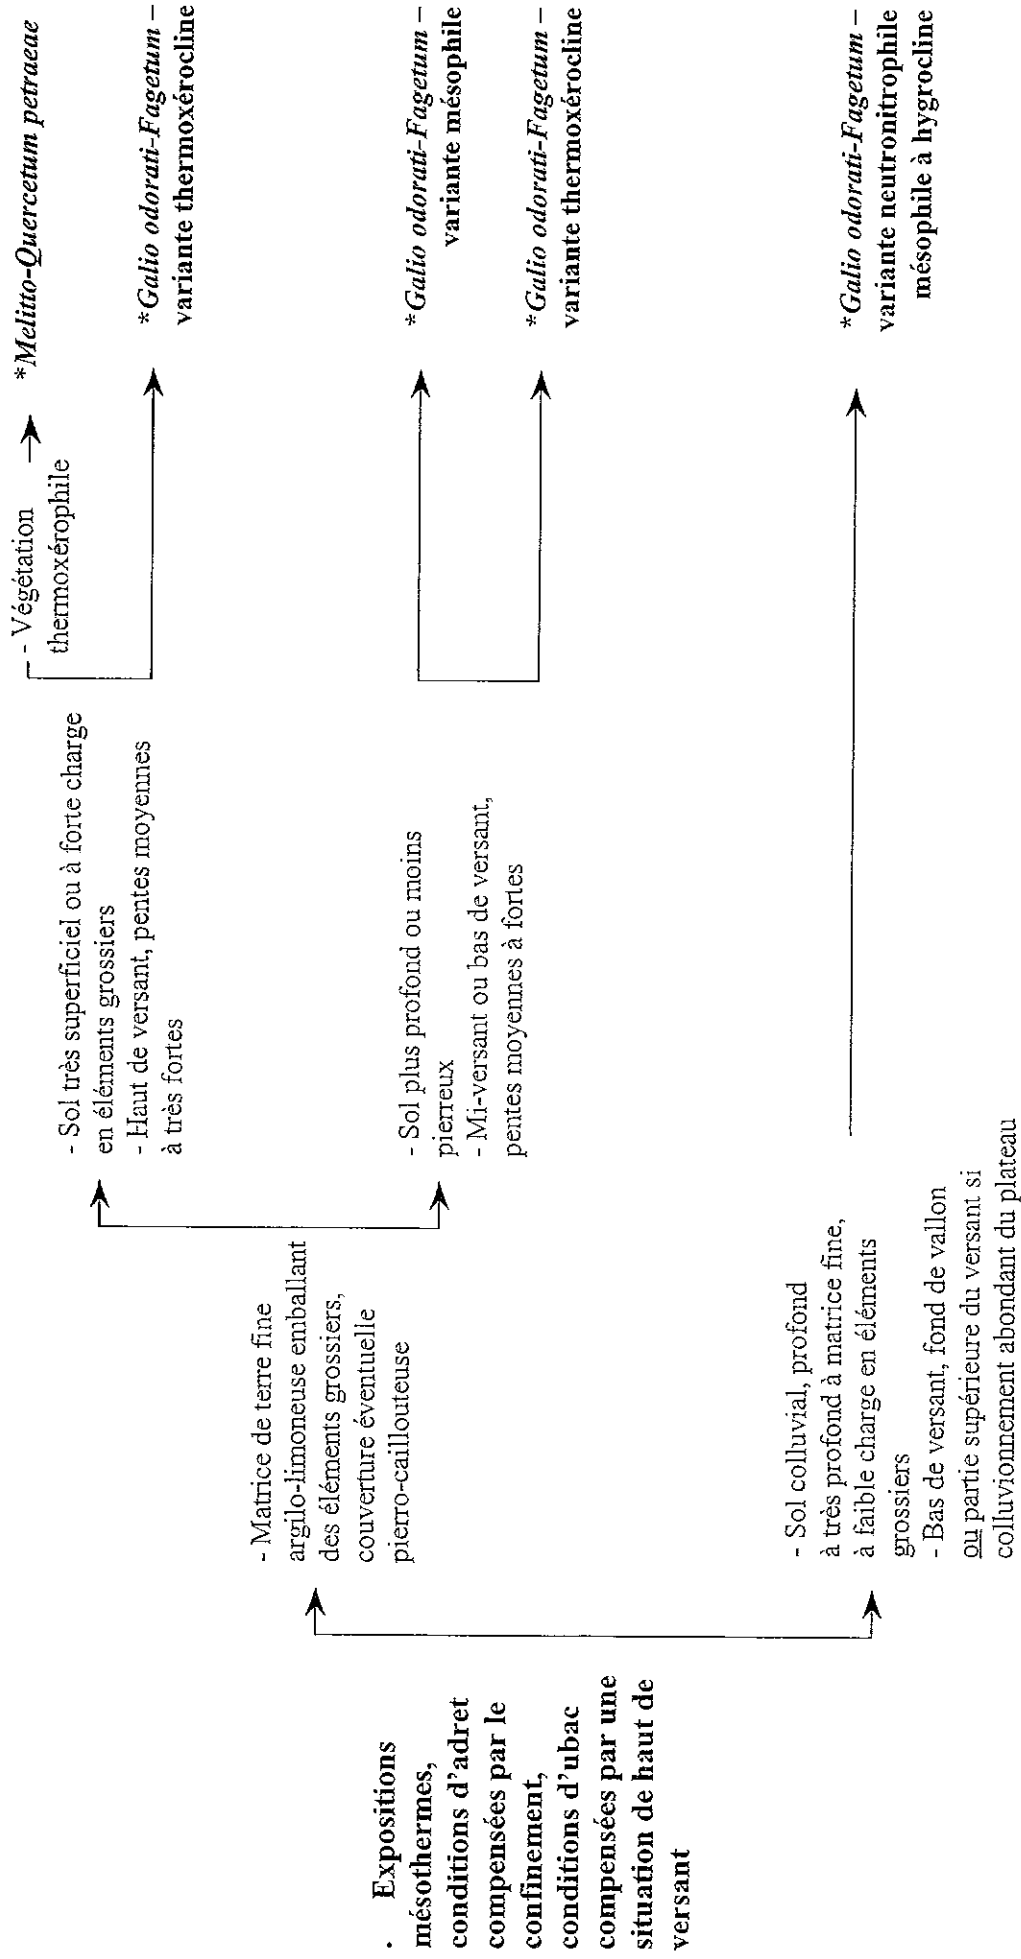 . Expositions
mésothermes,
conditions d'adret
compensées par le
confinement,
conditions d'ubac
compensées par une
situation de haut de
versant
- Matrice de terre fine
argilo-limoneuse emballant
des éléments grossiers,
couverture éventuelle
pierro-caillouteuse
- Sol très superficiel ou à forte charge
en éléments grossiers
- Haut de versant, pentes moyennes
à très fortes
- Végétation
thermoxérophile
*Melitto-Quercetum petraeae
*Galio odorati-Fagetum –
variante thermoxérocline
- Sol plus profond ou moins
pierreux
- Mi-versant ou bas de versant,
pentes moyennes à fortes
*Galio odorati-Fagetum –
variante mésophile
*Galio odorati-Fagetum –
variante thermoxérocline
- Sol colluvial, profond
à très profond à matrice fine,
à faible charge en éléments
grossiers
- Bas de versant, fond de vallon
ou partie supérieure du versant si
colluvionnement abondant du plateau
*Galio odorati-Fagetum –
variante neutronitrophile
mésophile à hygrocline